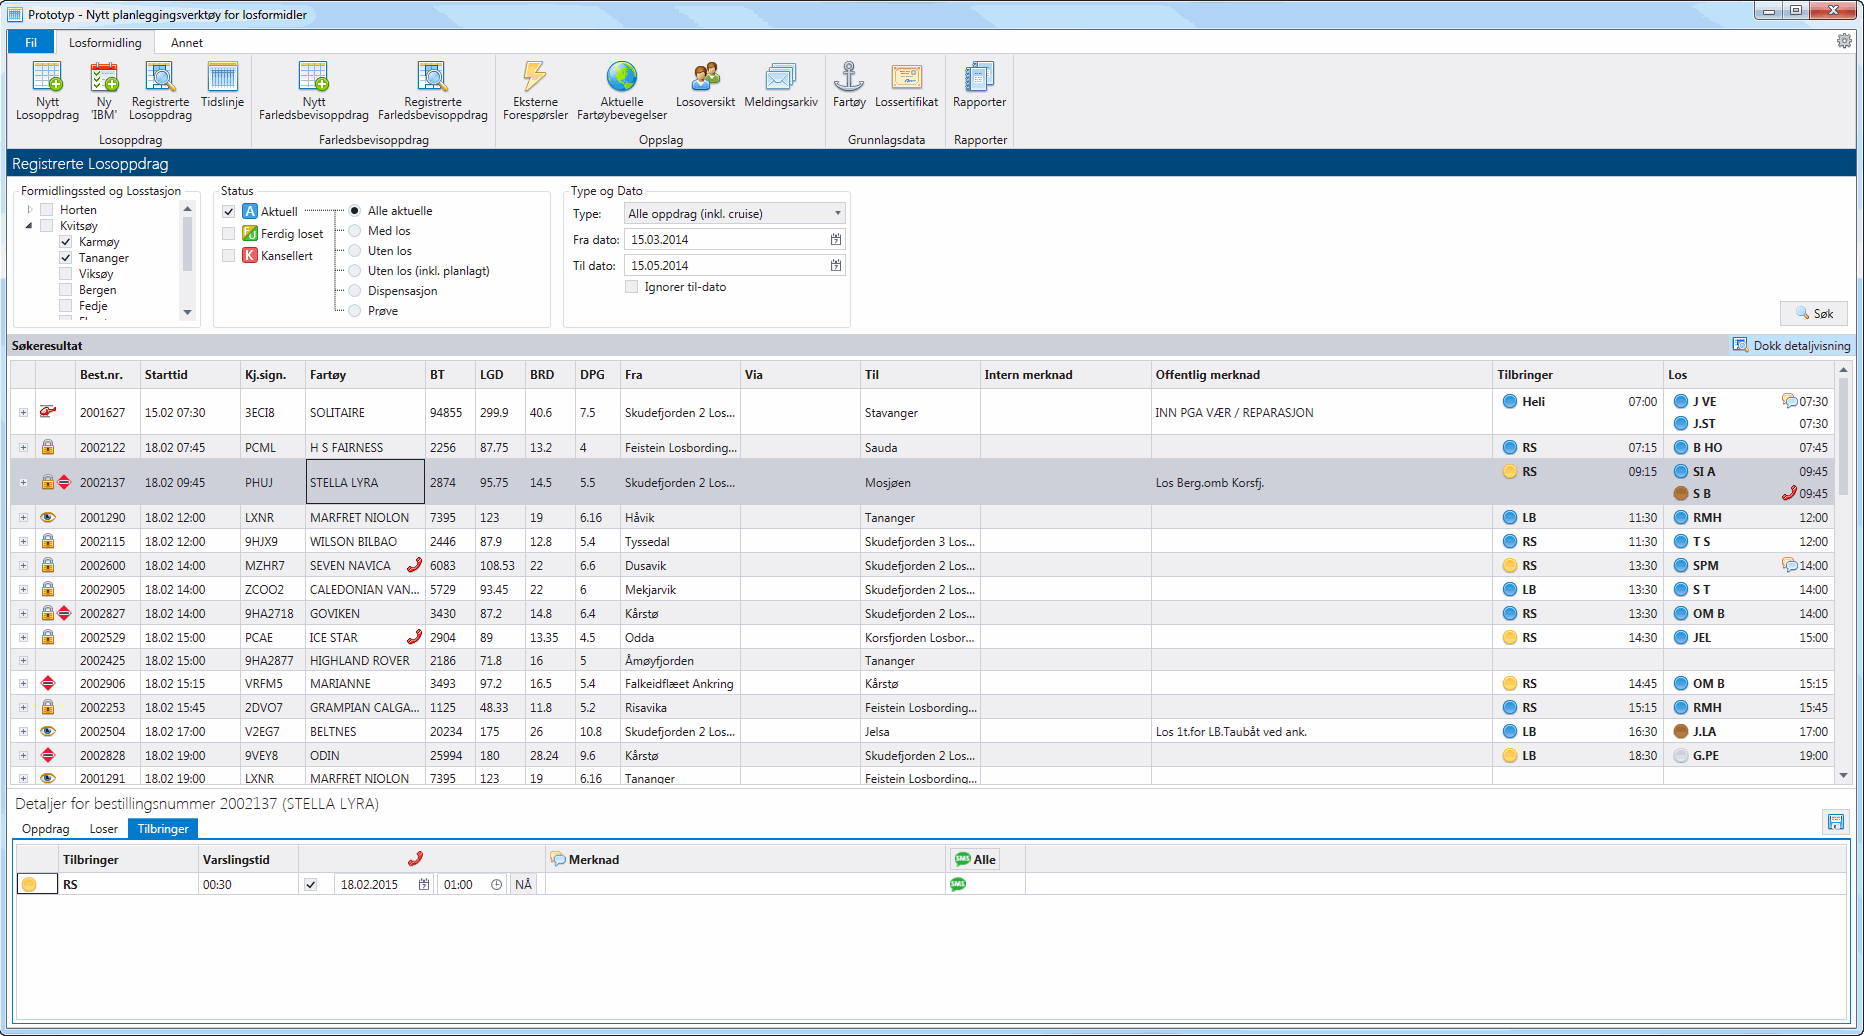 Prototyp - Nytt planleggingsverktøy for losformidler
Fil Losformidling Annet
Nytt Losoppdrag
Ny 'IBM'
Registrerte Losoppdrag
Tidslinje
Nytt Farledsbevisoppdrag
Registrerte Farledsbevisoppdrag
Eksterne Forespørsler
Aktuelle Fartøybevegelser
Losoversikt
Meldingsarkiv
Fartøy
Lossertifikat
Rapporter
Losoppdrag Farledsbevisoppdrag Oppslag Grunnlagsdata Rapporter
Registrerte Losoppdrag
Formidlingssted og Losstasjon
Horten
Kvitsøy
Karmøy
Tananger
Viksøy
Bergen
Fedje
Status
A Aktuell
Ferdig loset
K Kansellert
Alle aktuelle
Med los
Uten los
Uten los (inkl. planlagt)
Dispensasjon
Prøve
Type og Dato
Type: Alle oppdrag (inkl. cruise)
Fra dato: 15.03.2014
Til dato: 15.05.2014
Ignorer til-dato
Søk
Søkeresultat Dokk detaljvisning
Best.nr. Starttid Kj.sign. Fartøy BT LGD BRD DPG Fra Via Til Intern merknad Offentlig merknad Tilbringer Los
2001627 15.02 07:30 3ECI8 SOLITAIRE 94855 299.9 40.6 7.5 Skudefjorden 2 Los... Stavanger INN PGA VÆR / REPARASJON Heli 07:00 J VE 07:30
J.ST 07:30
2002122 18.02 07:45 PCML H S FAIRNESS 2256 87.75 13.2 4 Feistein Losbording... Sauda RS 07:15 B HO 07:45
2002137 18.02 09:45 PHUJ STELLA LYRA 2874 95.75 14.5 5.5 Skudefjorden 2 Los... Mosjøen Los Berg.omb Korsfj. RS 09:15 SI A 09:45
S B 09:45
2001290 18.02 12:00 LXNR MARFRET NIOLON 7395 123 19 6.16 Håvik Tananger LB 11:30 RMH 12:00
2002115 18.02 12:00 9HJX9 WILSON BILBAO 2446 87.9 12.8 5.4 Tyssedal Skudefjorden 3 Los... RS 11:30 T S 12:00
2002600 18.02 14:00 MZHR7 SEVEN NAVICA 6083 108.53 22 6.6 Dusavik Skudefjorden 2 Los... RS 13:30 SPM 14:00
2002905 18.02 14:00 ZCOO2 CALEDONIAN VAN... 5729 93.45 22 6 Mekjarvik Skudefjorden 2 Los... LB 13:30 S T 14:00
2002827 18.02 14:00 9HA2718 GOVIKEN 3430 87.2 14.8 6.4 Kårstø Skudefjorden 2 Los... RS 13:30 OM B 14:00
2002529 18.02 15:00 PCAE ICE STAR 2904 89 13.35 4.5 Odda Korsfjorden Losbor... RS 14:30 JEL 15:00
2002425 18.02 15:00 9HA2877 HIGHLAND ROVER 2186 71.8 16 5 Åmøyfjorden Tananger
2002906 18.02 15:15 VRFM5 MARIANNE 3493 97.2 16.5 5.4 Falkeidflæet Ankring Kårstø RS 14:45 OM B 15:15
2002253 18.02 15:45 2DVO7 GRAMPIAN CALGA... 1125 48.33 11.8 5.2 Risavika Feistein Losbording... RS 15:15 RMH 15:45
2002504 18.02 17:00 V2EG7 BELTNES 20234 175 26 10.8 Skudefjorden 2 Los... Jelsa Los 1t.for LB.Taubåt ved ank. LB 16:30 J.LA 17:00
2002828 18.02 19:00 9VEY8 ODIN 25994 180 28.24 9.6 Kårstø Skudefjorden 2 Los... LB 18:30 G.PE 19:00
2001291 18.02 19:00 LXNR MARFRET NIOLON 7395 123 19 6.16 Tananger Feistein Losbording...
Detaljer for bestillingsnummer 2002137 (STELLA LYRA)
Oppdrag Loser Tilbringer
Tilbringer Varslingstid Merknad SMS Alle
RS 00:30 18.02.2015 01:00 NÅ SMS